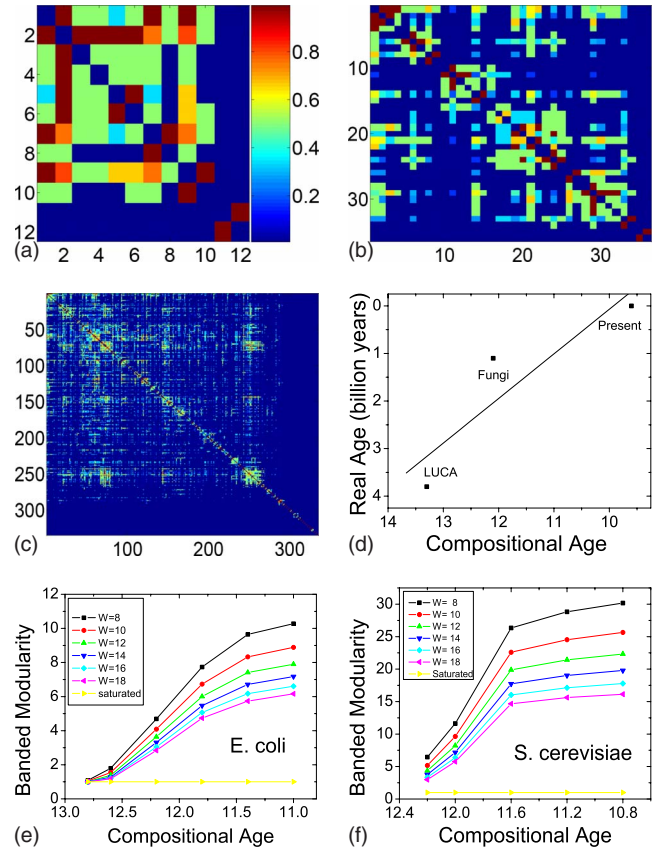 2
4
6
8
10
12
2 4 6 8 10 12
0.8
0.6
0.4
0.2
(a)
10
20
30
10 20 30
(b)
50
100
150
200
250
300
100 200 300
(c)
0
1
2
3
4
Real Age (billion years)
Present
Fungi
LUCA
14 13 12 11 10
Compositional Age
(d)
12
10
8
6
4
2
0
Banded Modularity
W=8
W=10
W=12
W=14
W=16
W=18
saturated
E. coli
13.0 12.5 12.0 11.5 11.0
Compositional Age
(e)
30
25
20
15
10
5
0
Banded Modularity
W= 8
W= 10
W= 12
W= 14
W= 16
W= 18
Saturated
S. cerevisiae
12.4 12.0 11.6 11.2 10.8
Compositional Age
(f)